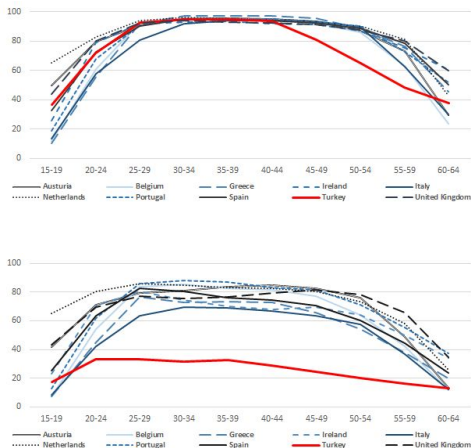 100
80
60
40
20
0
15-19 20-24 25-29 30-34 35-39 40-44 45-49 50-54 55-59 60-64
Austuria Belgium Greece Ireland Italy
Netherlands Portugal Spain Turkey United Kingdom
100
80
60
40
20
0
15-19 20-24 25-29 30-34 35-39 40-44 45-49 50-54 55-59 60-64
Austuria Belgium Greece Ireland Italy
Netherlands Portugal Spain Turkey United Kingdom